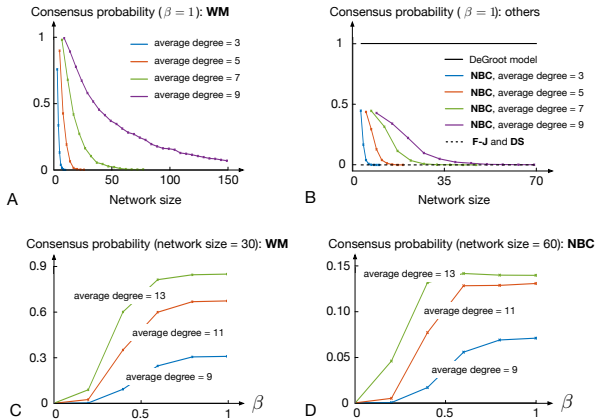 Consensus probability (β = 1): WM
1
0.5
0
0
50
100
150
Network size
average degree = 3
average degree = 5
average degree = 7
average degree = 9
A
Consensus probability (β = 1): others
1
0.5
0
0
35
70
Network size
DeGroot model
NBC, average degree = 3
NBC, average degree = 5
NBC, average degree = 7
NBC, average degree = 9
F-J and DS
B
Consensus probability (network size = 30): WM
0.9
0.6
0.3
0
0
0.5
1
β
average degree = 13
average degree = 11
average degree = 9
C
Consensus probability (network size = 60): NBC
0.15
0.10
0.05
0
0
0.5
1
β
average degree = 13
average degree = 11
average degree = 9
D